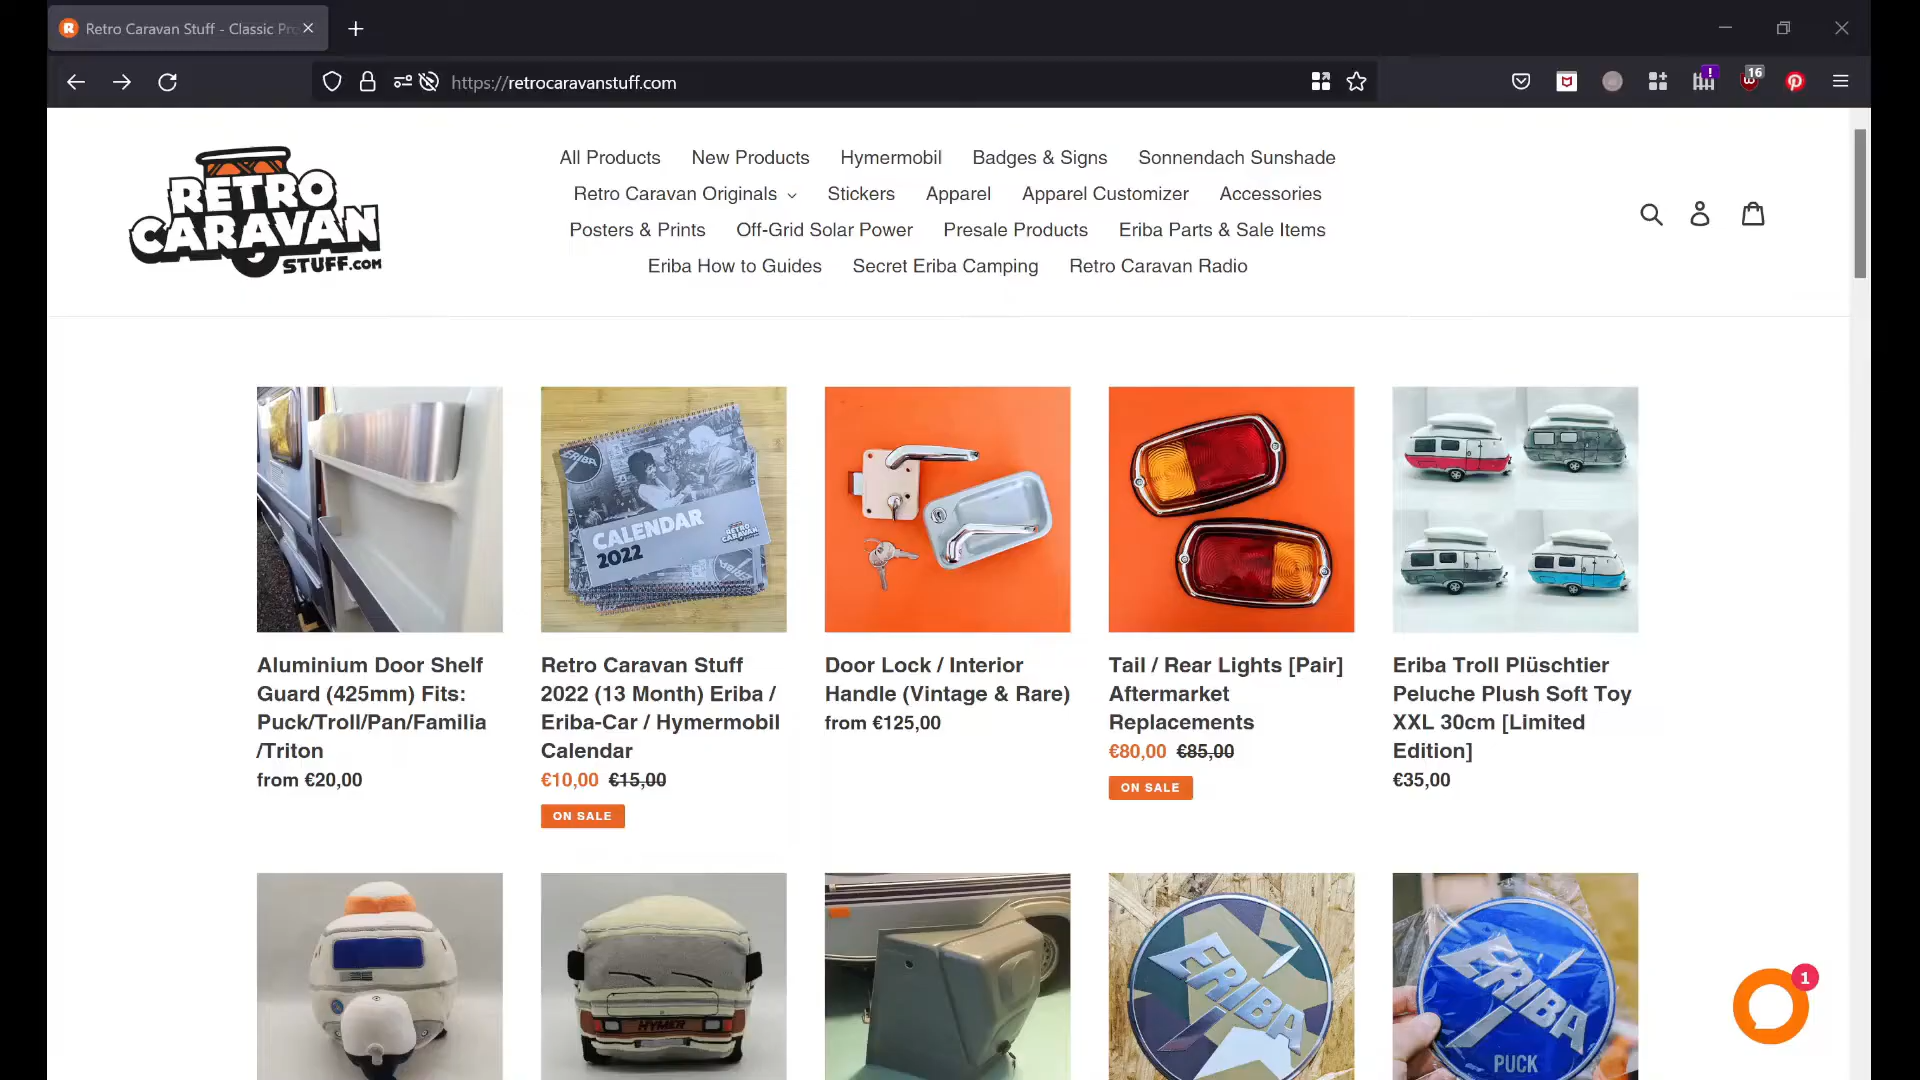 Retro Caravan Stuff - Classic Pr
https://retrocaravanstuff.com
16
RETRO
CARAVAN
STUFF.COM
All Products New Products Hymermobil Badges & Signs Sonnendach Sunshade
Retro Caravan Originals Stickers Apparel Apparel Customizer Accessories
Posters & Prints Off-Grid Solar Power Presale Products Eriba Parts & Sale Items
Eriba How to Guides Secret Eriba Camping Retro Caravan Radio
ERIBA
CALENDAR
2022
RETRO
CARAVAN
Aluminium Door Shelf
Guard (425mm) Fits:
Puck/Troll/Pan/Familia
/Triton
from €20,00
Retro Caravan Stuff
2022 (13 Month) Eriba /
Eriba-Car / Hymermobil
Calendar
€10,00 €15,00
ON SALE
Door Lock / Interior
Handle (Vintage & Rare)
from €125,00
Tail / Rear Lights [Pair]
Aftermarket
Replacements
€80,00 €85,00
ON SALE
Eriba Troll Plüschtier
Peluche Plush Soft Toy
XXL 30cm [Limited
Edition]
€35,00
HYMER
ERIBA
ERIBA
PUCK
1